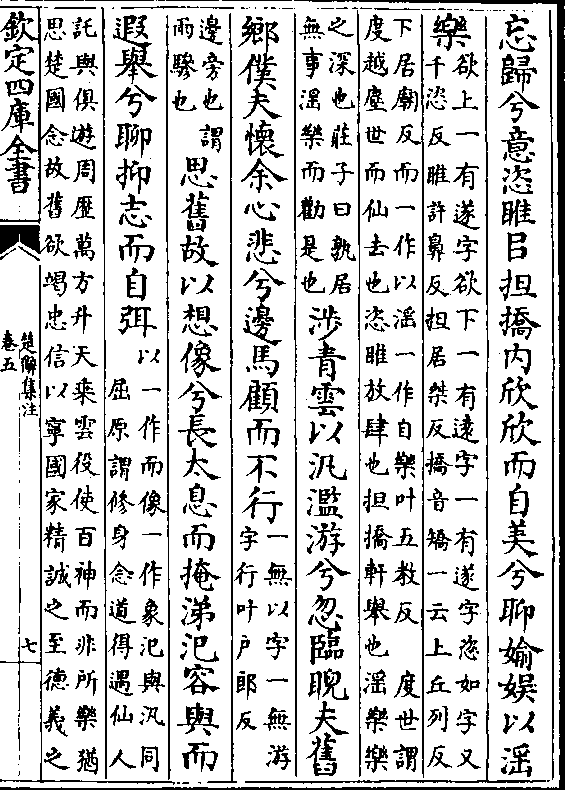 忘歸兮意恣睢㠯担撟內欣欣而自美兮聊媮娛以滛
樂欲上一有遂字欲下一有遠字一有遂字恣如字又
千恣反睢許鼻反担居桀反撟音矯一云上丘列反
下居廟反而一作以滛一作自樂叶五教反 度世謂
度越塵世而仙去也恣睢放肆也担撟軒舉也滛樂樂
之深也莊子曰孰居
無事滛樂而勸是也涉青雲以汎濫游兮忽臨睨夫舊
鄉僕夫懷余心悲兮邊馬顧而不行一無以字一無游
字行叶戶郎反
邊旁也謂
兩驂也思舊故以想像兮長太息而掩涕汜容與而
遐舉兮聊抑志而自弭以一作而像一作象汜與汎同
屈原謂修身念道得遇仙人
託與俱遊周歷萬方升天乗雲役使百神而非所樂猶
思楚國念故舊欲竭忠信以寧國家精誠之至德義之
欽定四庫全書
楚辭集注
卷五
七